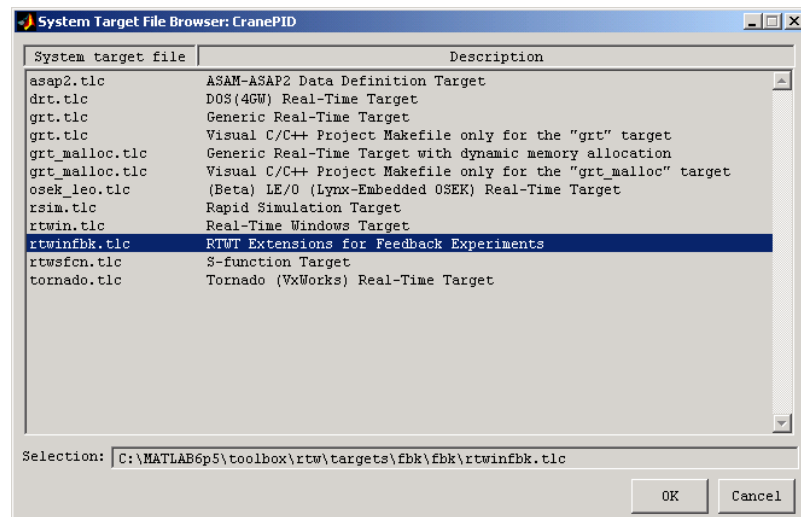 System Target File Browser: CranePID
System target file Description
asap2.tlc ASAM-ASAP2 Data Definition Target
drt.tlc DOS(4GW) Real-Time Target
grt.tlc Generic Real-Time Target
grt.tlc Visual C/C++ Project Makefile only for the "grt" target
grt_malloc.tlc Generic Real-Time Target with dynamic memory allocation
grt_malloc.tlc Visual C/C++ Project Makefile only for the "grt_malloc" target
osek_leo.tlc (Beta) LE/O (Lynx-Embedded OSEK) Real-Time Target
rsim.tlc Rapid Simulation Target
rtwin.tlc Real-Time Windows Target
rtwinfbk.tlc RTWT Extensions for Feedback Experiments
rtwsfcn.tlc S-function Target
tornado.tlc Tornado (VxWorks) Real-Time Target
Selection: C:\MATLAB6p5\toolbox\rtw\targets\fbk\fbk\rtwinfbk.tlc
OK Cancel